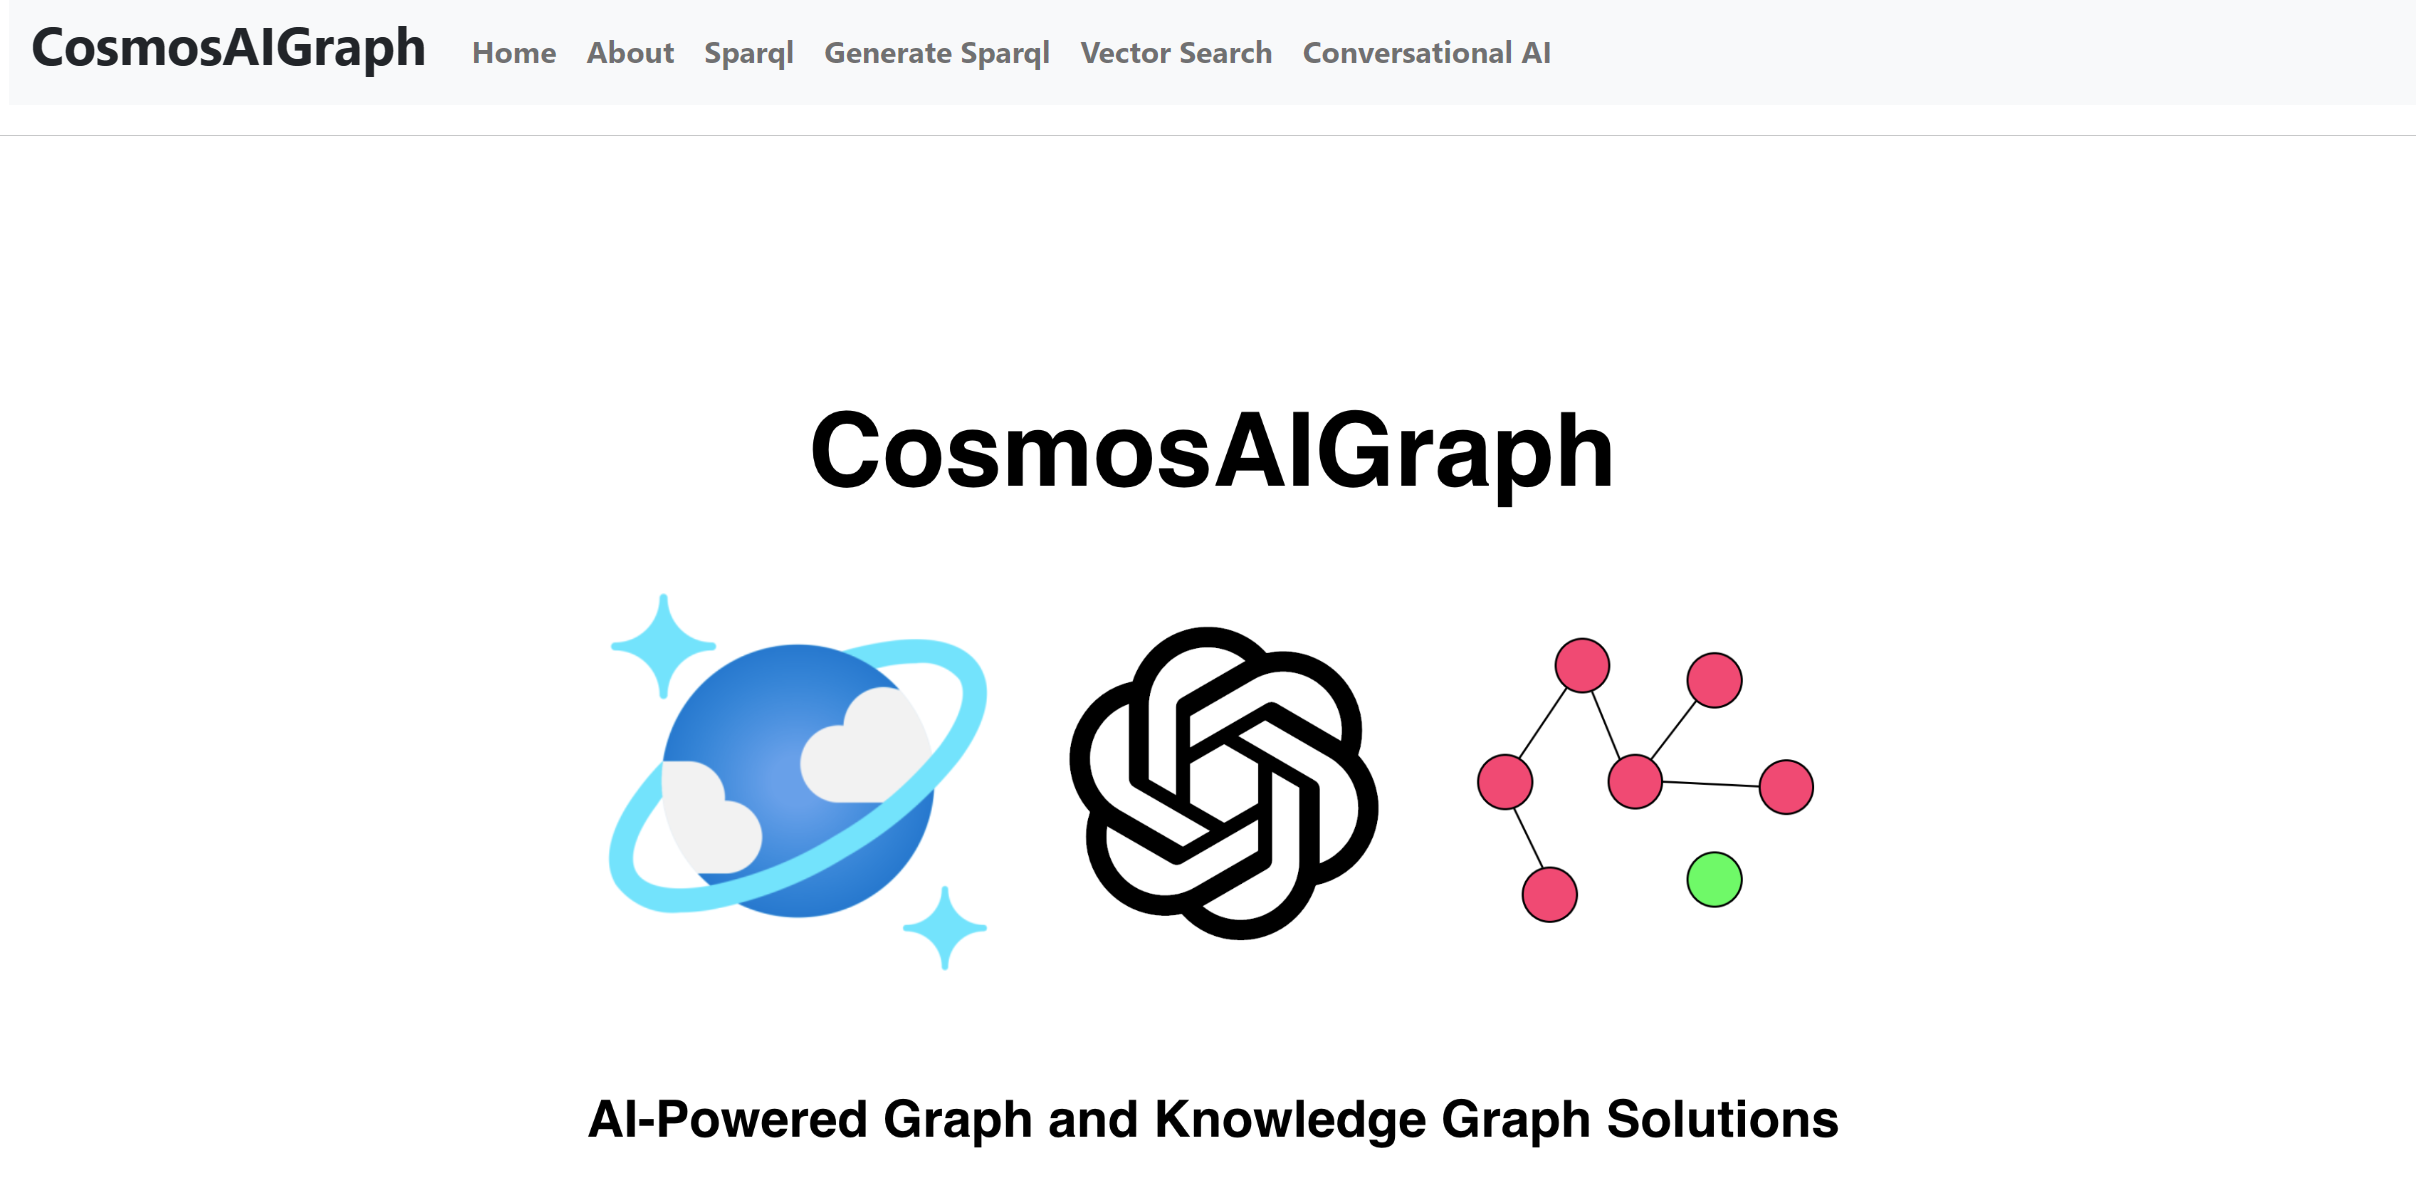 CosmosAIGraph Home About Sparql Generate Sparql Vector Search Conversational AI
CosmosAIGraph
AI-Powered Graph and Knowledge Graph Solutions